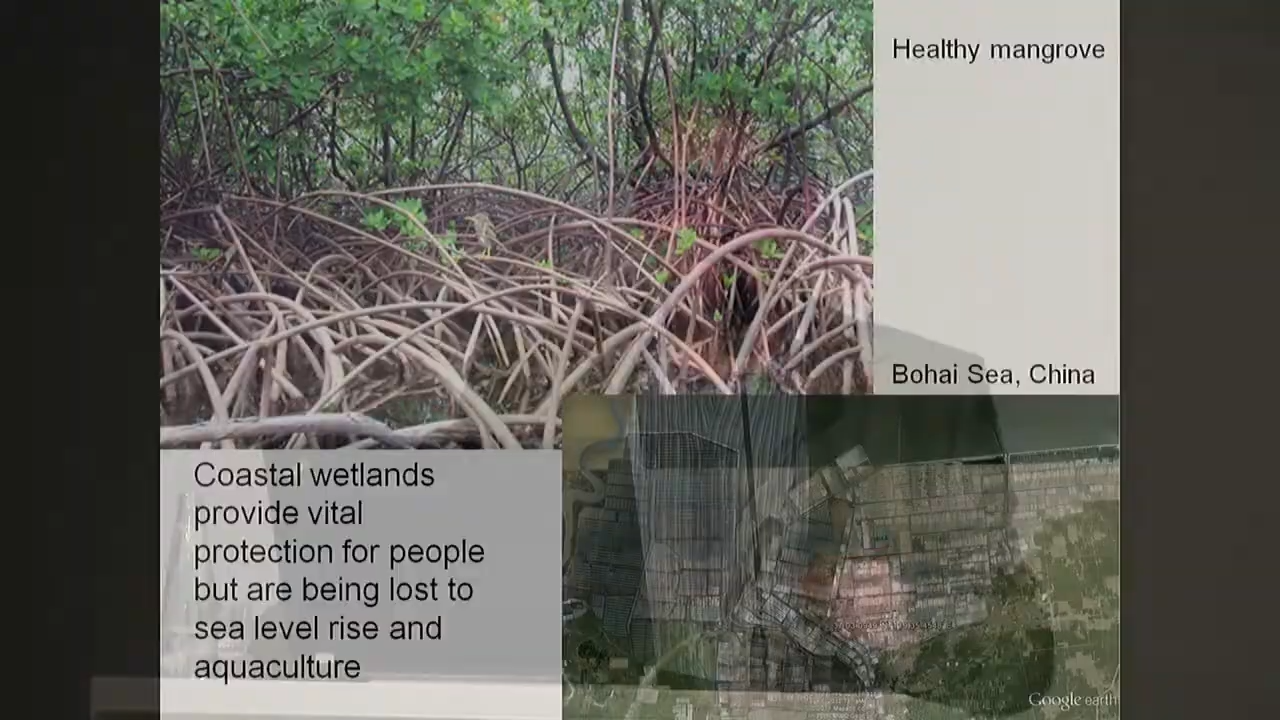 Healthy mangrove
Bohai Sea, China
Coastal wetlands
provide vital
protection for people
but are being lost to
sea level rise and
aquaculture
Google earth